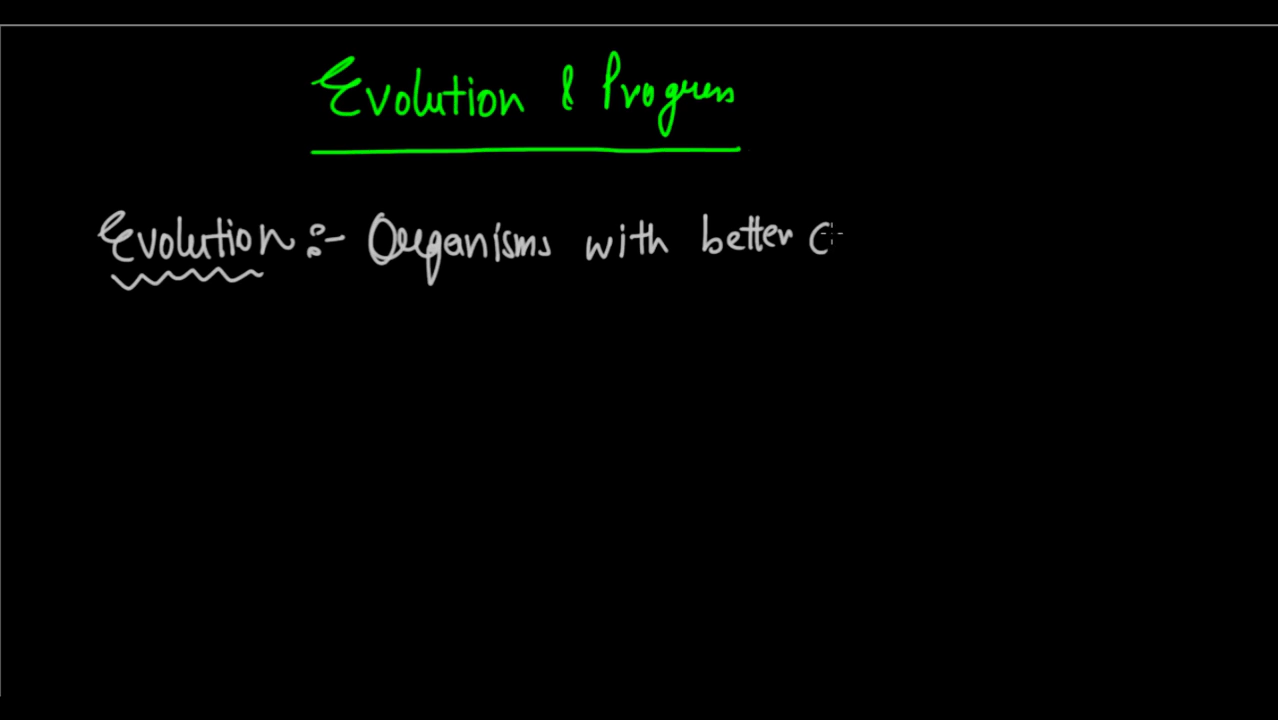 Evolution & Progress
Evolution :- Organisms with better